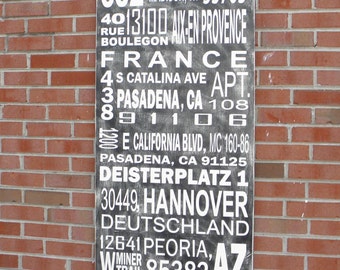 40 RUE BOULEGON 13100 AIX-EN PROVENCE
FRANCE
438 S CATALINA AVE APT. 108
PASADENA, CA
91106
1200 E CALIFORNIA BLVD, MC 160-86
PASADENA, CA 91125
DEISTERPLATZ 1
30449, HANNOVER
DEUTSCHLAND
12641 PEORIA,
W MINER TRAIL 85383 AZ